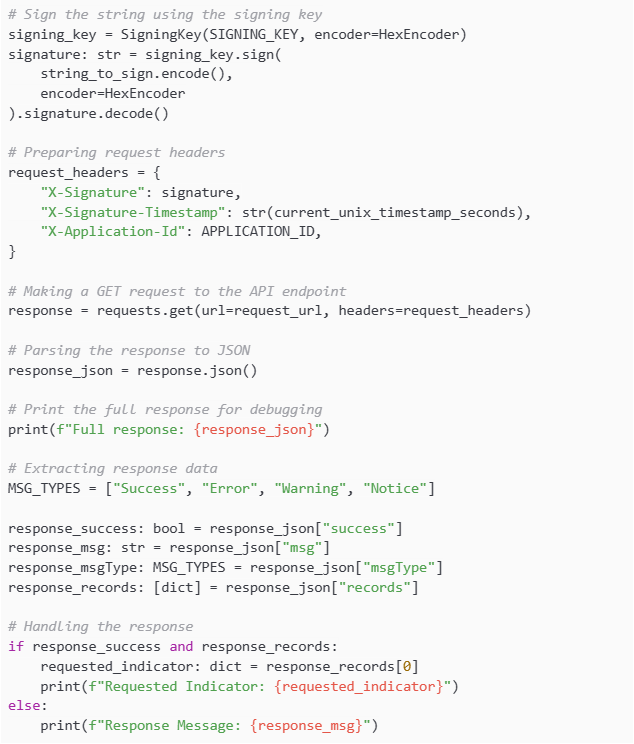 # Sign the string using the signing key
signing_key = SigningKey(SIGNING_KEY, encoder=HexEncoder)
signature: str = signing_key.sign(
    string_to_sign.encode(),
    encoder=HexEncoder
).signature.decode()

# Preparing request headers
request_headers = {
    "X-Signature": signature,
    "X-Signature-Timestamp": str(current_unix_timestamp_seconds),
    "X-Application-Id": APPLICATION_ID,
}

# Making a GET request to the API endpoint
response = requests.get(url=request_url, headers=request_headers)

# Parsing the response to JSON
response_json = response.json()

# Print the full response for debugging
print(f"Full response: {response_json}")

# Extracting response data
MSG_TYPES = ["Success", "Error", "Warning", "Notice"]

response_success: bool = response_json["success"]
response_msg: str = response_json["msg"]
response_msgType: MSG_TYPES = response_json["msgType"]
response_records: [dict] = response_json["records"]

# Handling the response
if response_success and response_records:
    requested_indicator: dict = response_records[0]
    print(f"Requested Indicator: {requested_indicator}")
else:
    print(f"Response Message: {response_msg}")